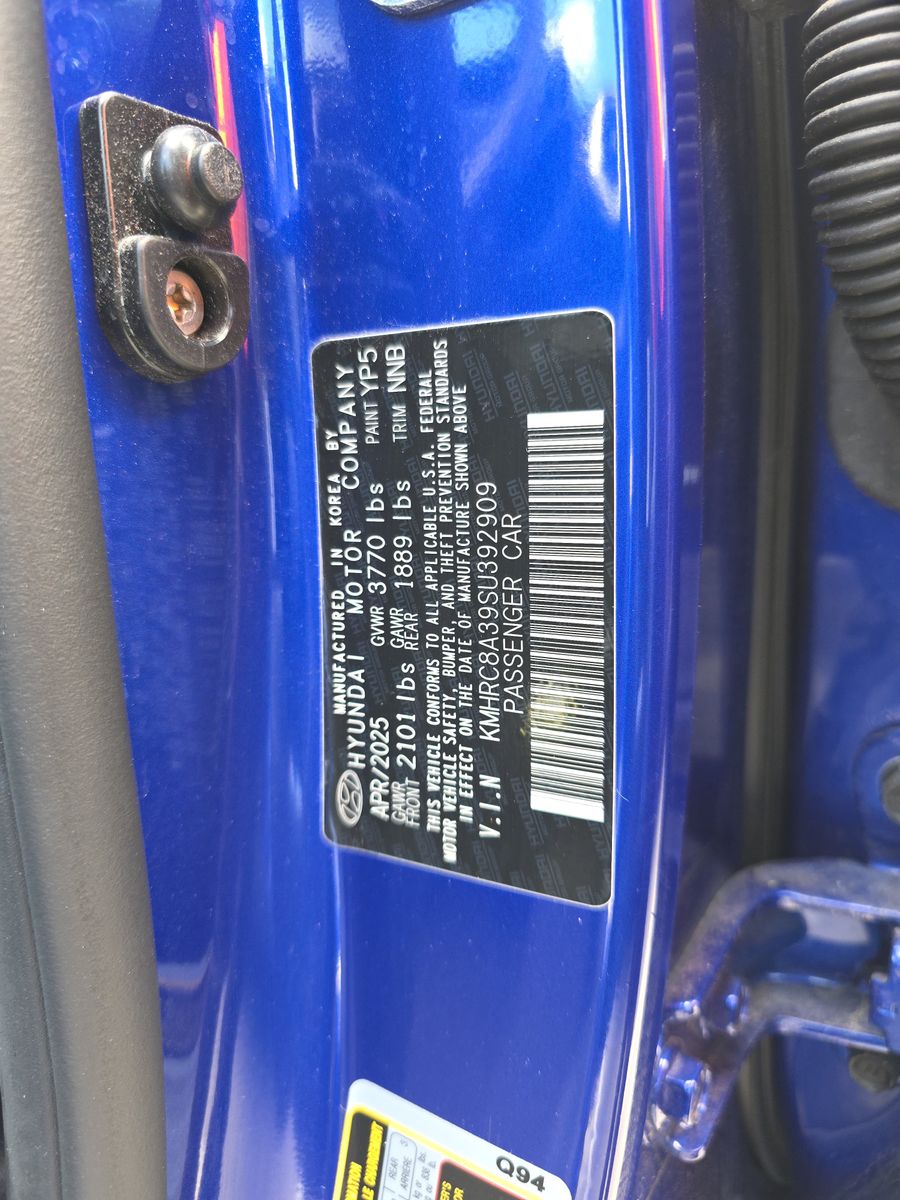 MANUFACTURED IN KOREA BY
HYUNDAI MOTOR COMPANY
APR/2025 GVWR 3770 lbs PAINT YP5
GAWR FRONT 2101 lbs GAWR REAR 1889 lbs TRIM NNB
THIS VEHICLE CONFORMS TO ALL APPLICABLE U.S.A. FEDERAL
MOTOR VEHICLE SAFETY, BUMPER, AND THEFT PREVENTION STANDARDS
IN EFFECT ON THE DATE OF MANUFACTURE SHOWN ABOVE
V.I.N KMHRC8A39SU392909
PASSENGER CAR
REAR
ARRIERE
Q94